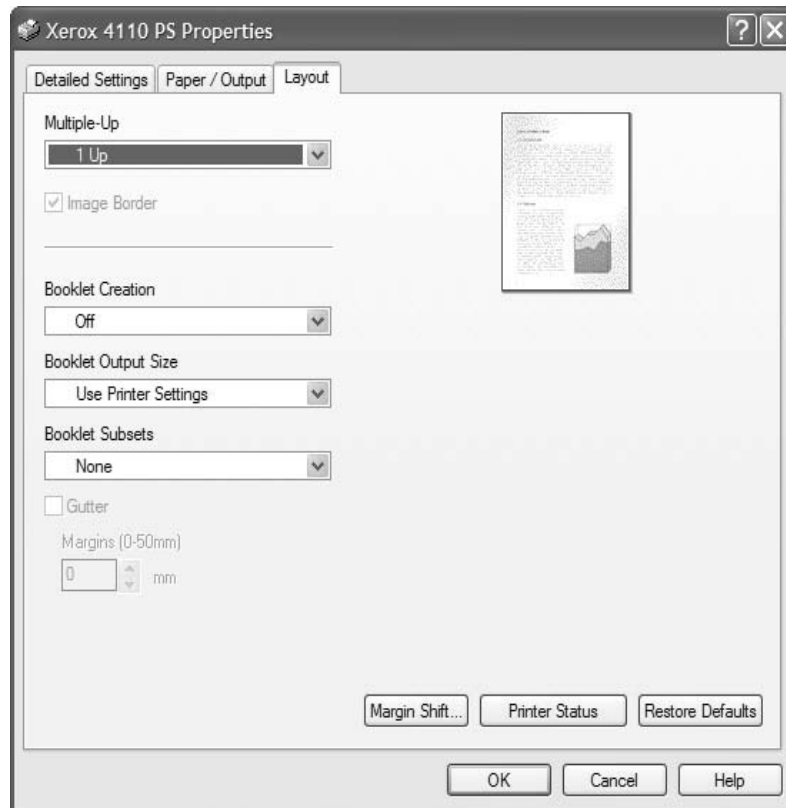 Xerox 4110 PS Properties
Detailed Settings Paper / Output Layout
Multiple-Up
1 Up
Image Border
Booklet Creation
Off
Booklet Output Size
Use Printer Settings
Booklet Subsets
None
Gutter
Margins (0-50mm)
0 mm
Margin Shift... Printer Status Restore Defaults
OK Cancel Help